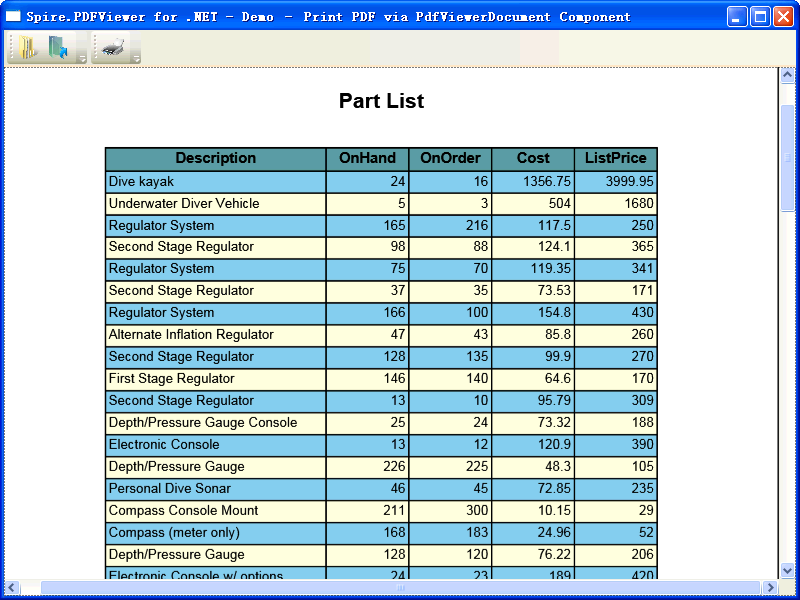 Spire.PDFViewer for .NET - Demo - Print PDF via PdfViewerDocument Component
Part List
Description OnHand OnOrder Cost ListPrice
Dive kayak 24 16 1356.75 3999.95
Underwater Diver Vehicle 5 3 504 1680
Regulator System 165 216 117.5 250
Second Stage Regulator 98 88 124.1 365
Regulator System 75 70 119.35 341
Second Stage Regulator 37 35 73.53 171
Regulator System 166 100 154.8 430
Alternate Inflation Regulator 47 43 85.8 260
Second Stage Regulator 128 135 99.9 270
First Stage Regulator 146 140 64.6 170
Second Stage Regulator 13 10 95.79 309
Depth/Pressure Gauge Console 25 24 73.32 188
Electronic Console 13 12 120.9 390
Depth/Pressure Gauge 226 225 48.3 105
Personal Dive Sonar 46 45 72.85 235
Compass Console Mount 211 300 10.15 29
Compass (meter only) 168 183 24.96 52
Depth/Pressure Gauge 128 120 76.22 206
Electronic Console w/ options 24 23 189 420